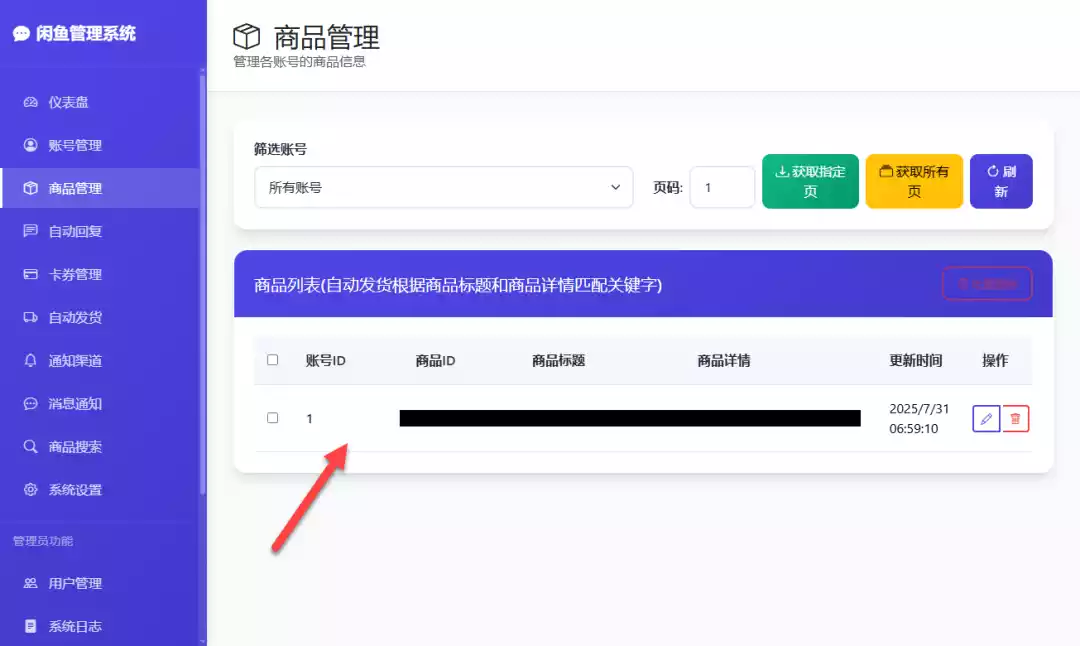 闲鱼管理系统
仪表盘
账号管理
商品管理
自动回复
卡券管理
自动发货
通知渠道
消息通知
商品搜索
系统设置
管理员功能
用户管理
系统日志
商品管理
管理各账号的商品信息
筛选账号
所有账号
页码:
1
获取指定
页
获取所有
页
刷
新
商品列表(自动发货根据商品标题和商品详情匹配关键字)
账号ID 商品ID 商品标题 商品详情 更新时间 操作
1
2025/7/31
06:59:10